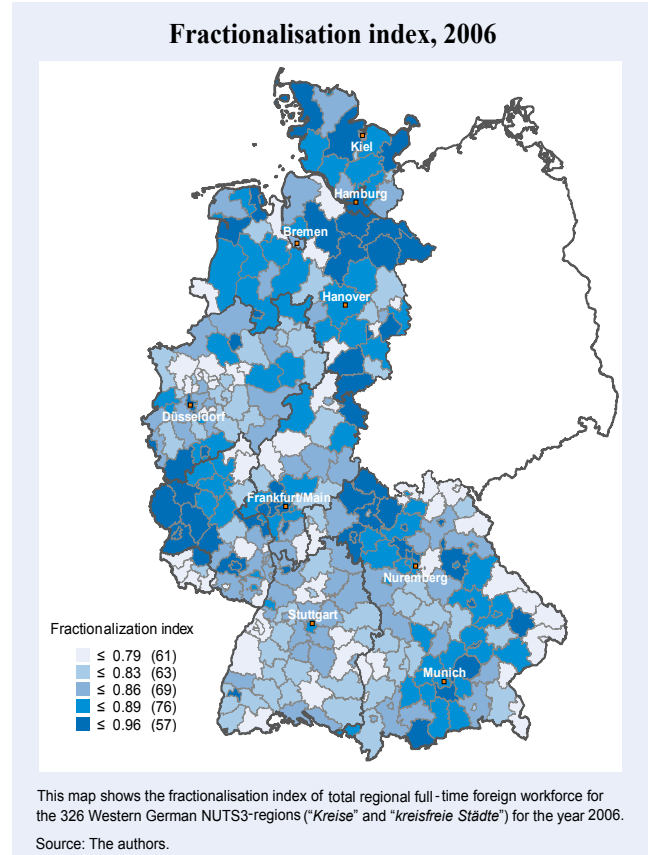 Fractionalisation index, 2006
Kiel
Hamburg
Bremen
Hanover
Düsseldorf
Frankfurt/Main
Nuremberg
Stuttgart
Munich
Fractionalization index
≤ 0.79 (61)
≤ 0.83 (63)
≤ 0.86 (69)
≤ 0.89 (76)
≤ 0.96 (57)
This map shows the fractionalisation index of total regional full-time foreign workforce for
the 326 Western German NUTS3-regions (“Kreise” and “kreisfreie Städte”) for the year 2006.
Source: The authors.